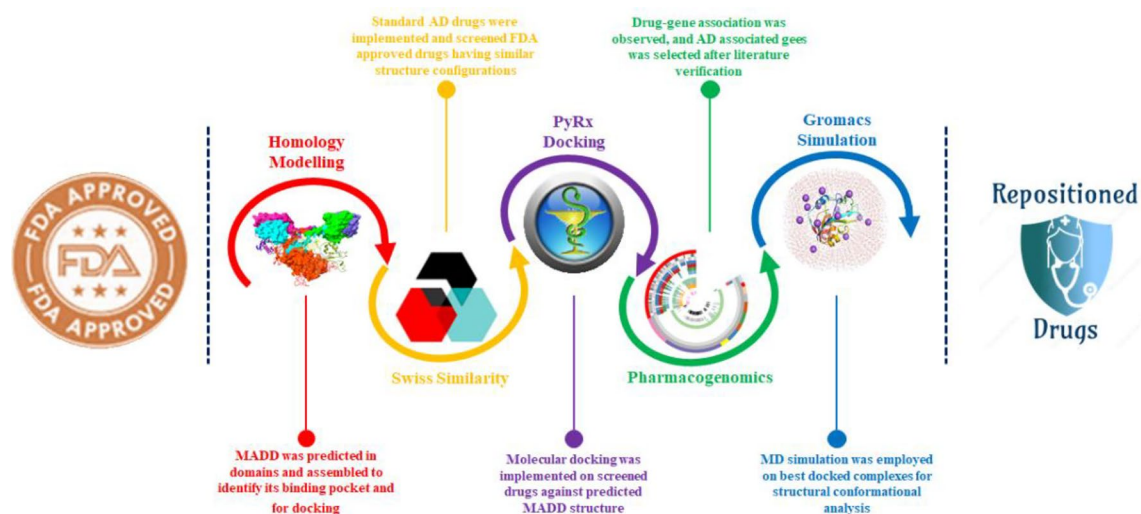 Standard AD drugs were
implemented and screened FDA
approved drugs having similar
structure configurations
Drug-gene association was
observed, and AD associated gees
was selected after literature
verification
Homology
Modelling
PyRx
Docking
Gromacs
Simulation
FDA APPROVED
FDA
FDA APPROVED
Repositioned
Drugs
Swiss Similarity
Pharmacogenomics
MADD was predicted in
domains and assembled to
identify its binding pocket and
for docking
Molecular docking was
implemented on screened
drugs against predicted
MADD structure
MD simulation was employed
on best docked complexes for
structural conformational
analysis